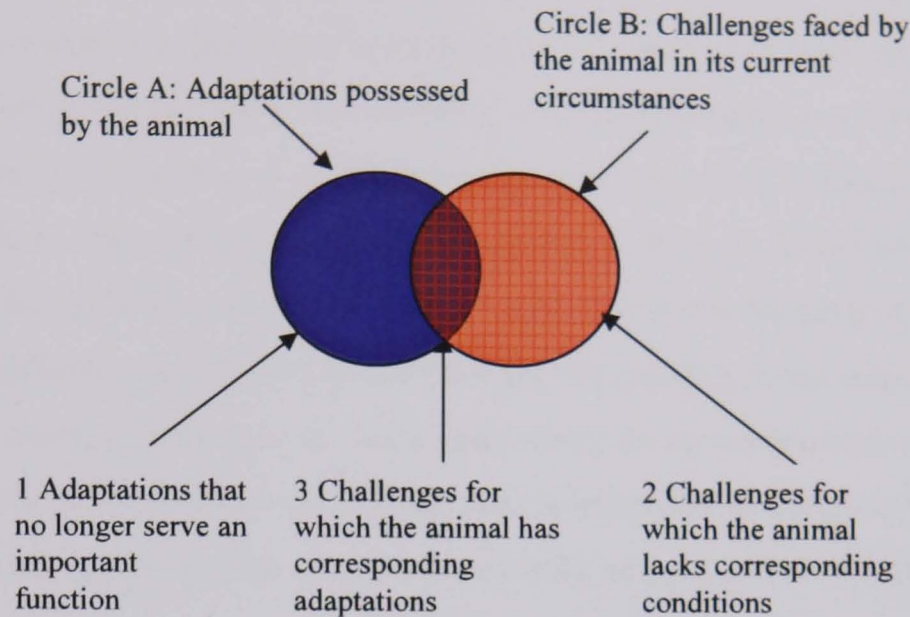 Circle A: Adaptations possessed
by the animal
Circle B: Challenges faced by
the animal in its current
circumstances
1 Adaptations that
no longer serve an
important
function
3 Challenges for
which the animal has
corresponding
adaptations
2 Challenges for
which the animal
lacks corresponding
conditions